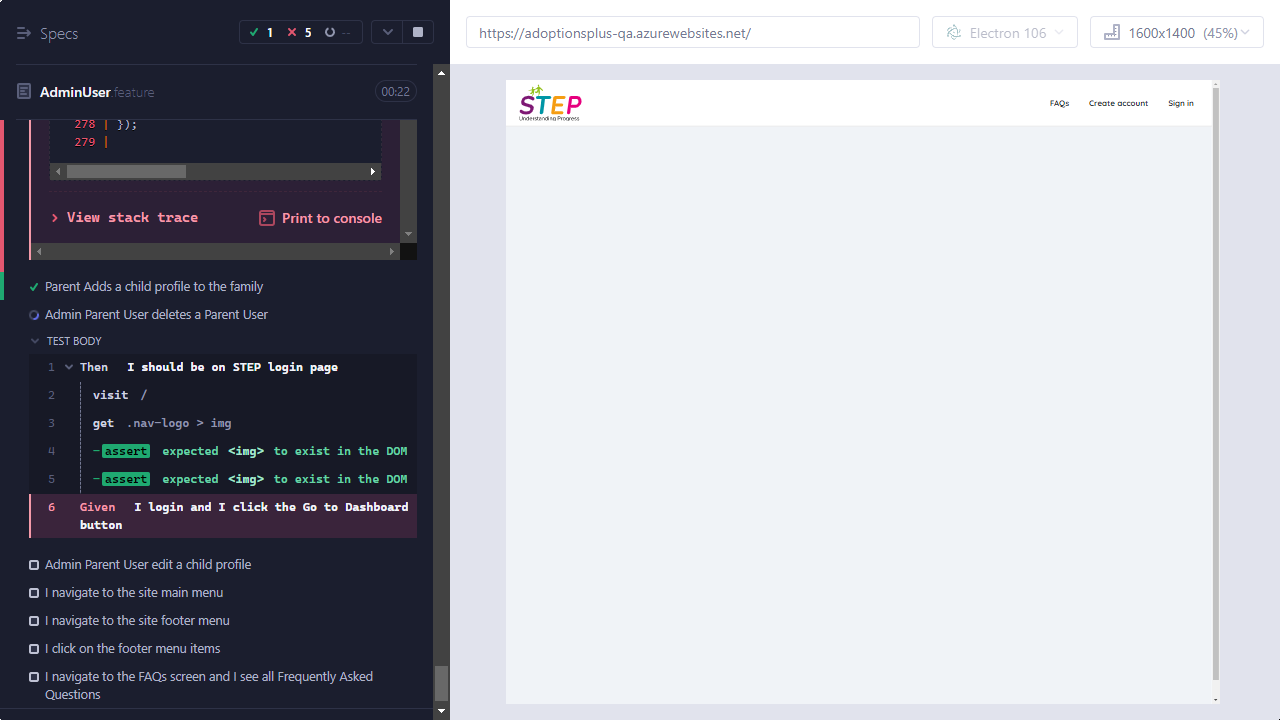 Specs
1 5 --
AdminUser.feature 00:22
278 | });
279 |
View stack trace Print to console
Parent Adds a child profile to the family
Admin Parent User deletes a Parent User
TEST BODY
1 Then I should be on STEP login page
2 visit /
3 get .nav-logo > img
4 -assert expected <img> to exist in the DOM
5 -assert expected <img> to exist in the DOM
6 Given I login and I click the Go to Dashboard
button
Admin Parent User edit a child profile
I navigate to the site main menu
I navigate to the site footer menu
I click on the footer menu items
I navigate to the FAQs screen and I see all Frequently Asked
Questions
https://adoptionsplus-qa.azurewebsites.net/
Electron 106
1600x1400 (45%)
STEP
Understanding Progress
FAQs Create account Sign in